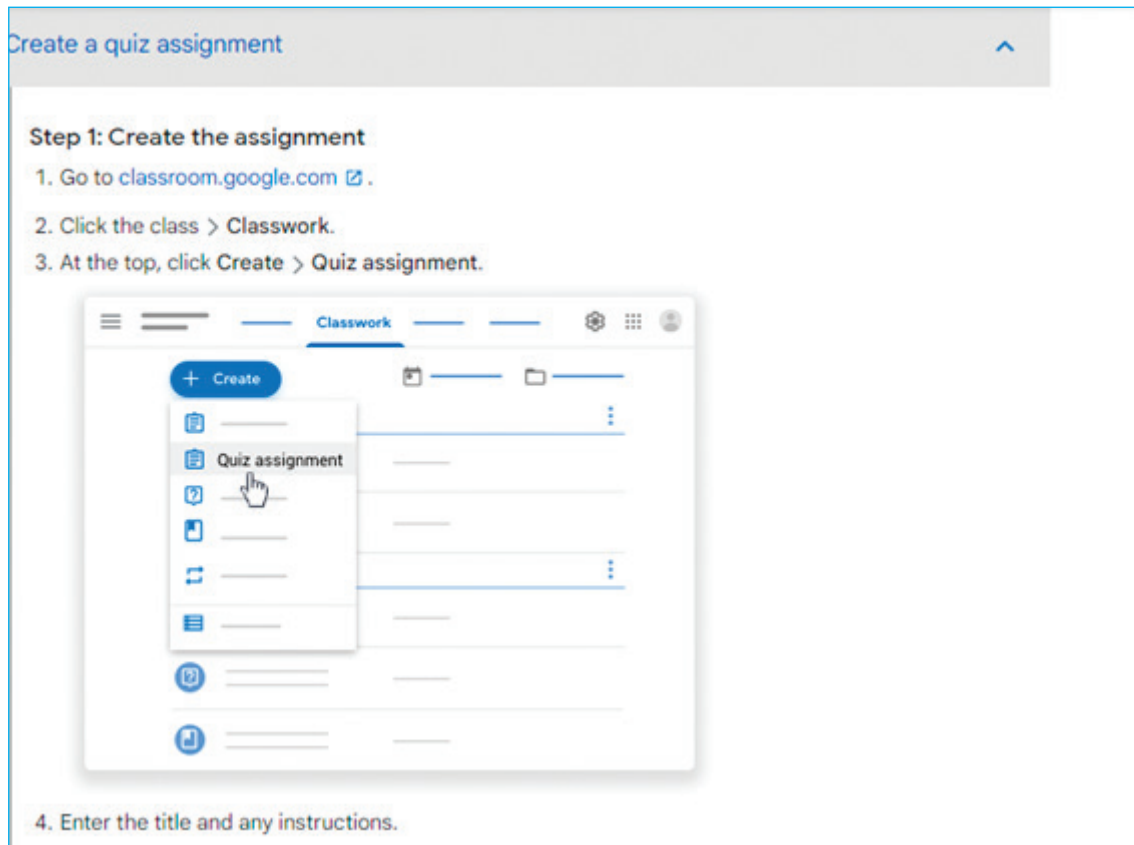 Create a quiz assignment
Step 1: Create the assignment
1. Go to classroom.google.com.
2. Click the class > Classwork.
3. At the top, click Create > Quiz assignment.
Classwork
+ Create
Quiz assignment
4. Enter the title and any instructions.